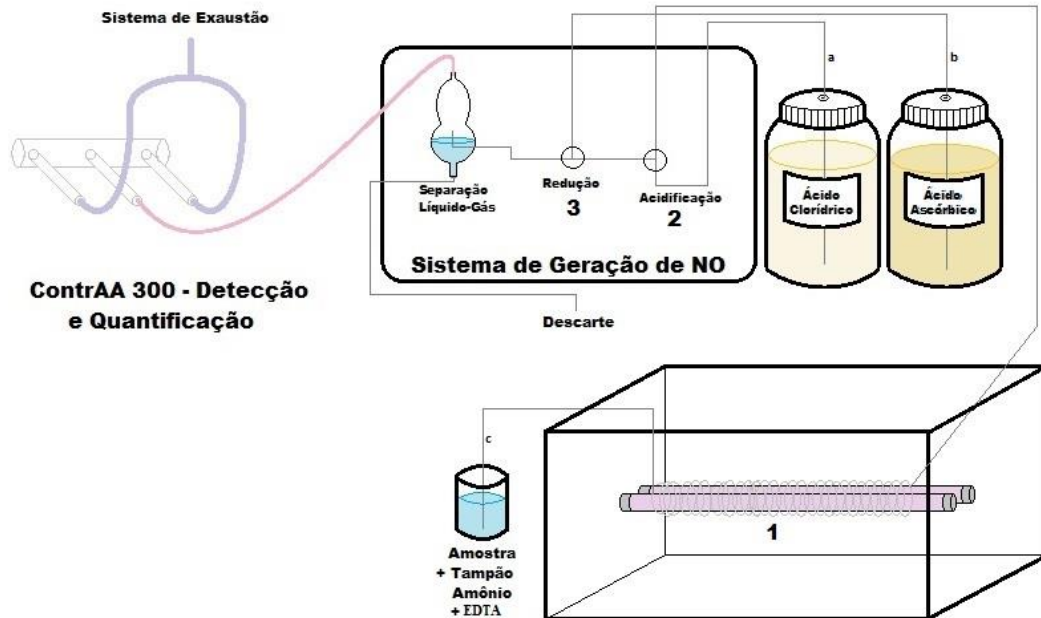 Sistema de Exaustão
a
b
Separação
Líquido-Gás
Redução
3
Acidificação
2
Ácido
Clorídrico
Ácido
Ascórbico
Sistema de Geração de NO
ContrAA 300 - Detecção
e Quantificação
Descarte
c
1
Amostra
+ Tampão
Amônio
+ EDTA